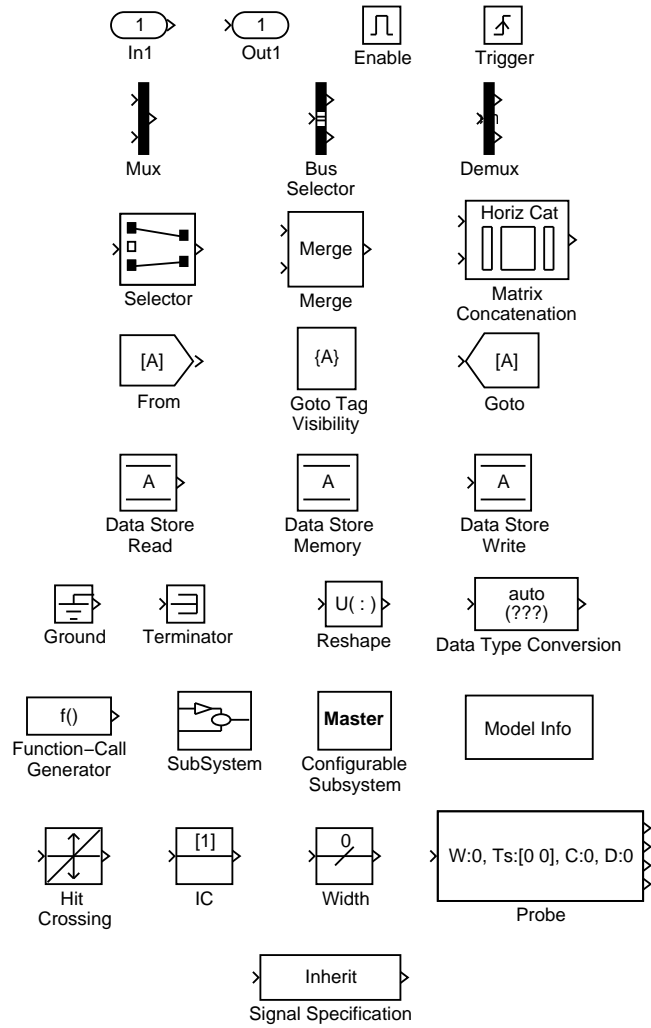 1
1
In1
Out1
Enable
Trigger
Mux
Bus
Selector
Demux
Selector
Merge
Merge
Horiz Cat
Matrix
Concatenation
[A]
From
{A}
Goto Tag
Visibility
[A]
Goto
A
Data Store
Read
A
Data Store
Memory
A
Data Store
Write
Ground
Terminator
U( : )
Reshape
auto
(???)
Data Type Conversion
f()
Function−Call
Generator
SubSystem
Master
Configurable
Subsystem
Model Info
Hit
Crossing
[1]
IC
0
Width
W:0, Ts:[0 0], C:0, D:0
Probe
Inherit
Signal Specification